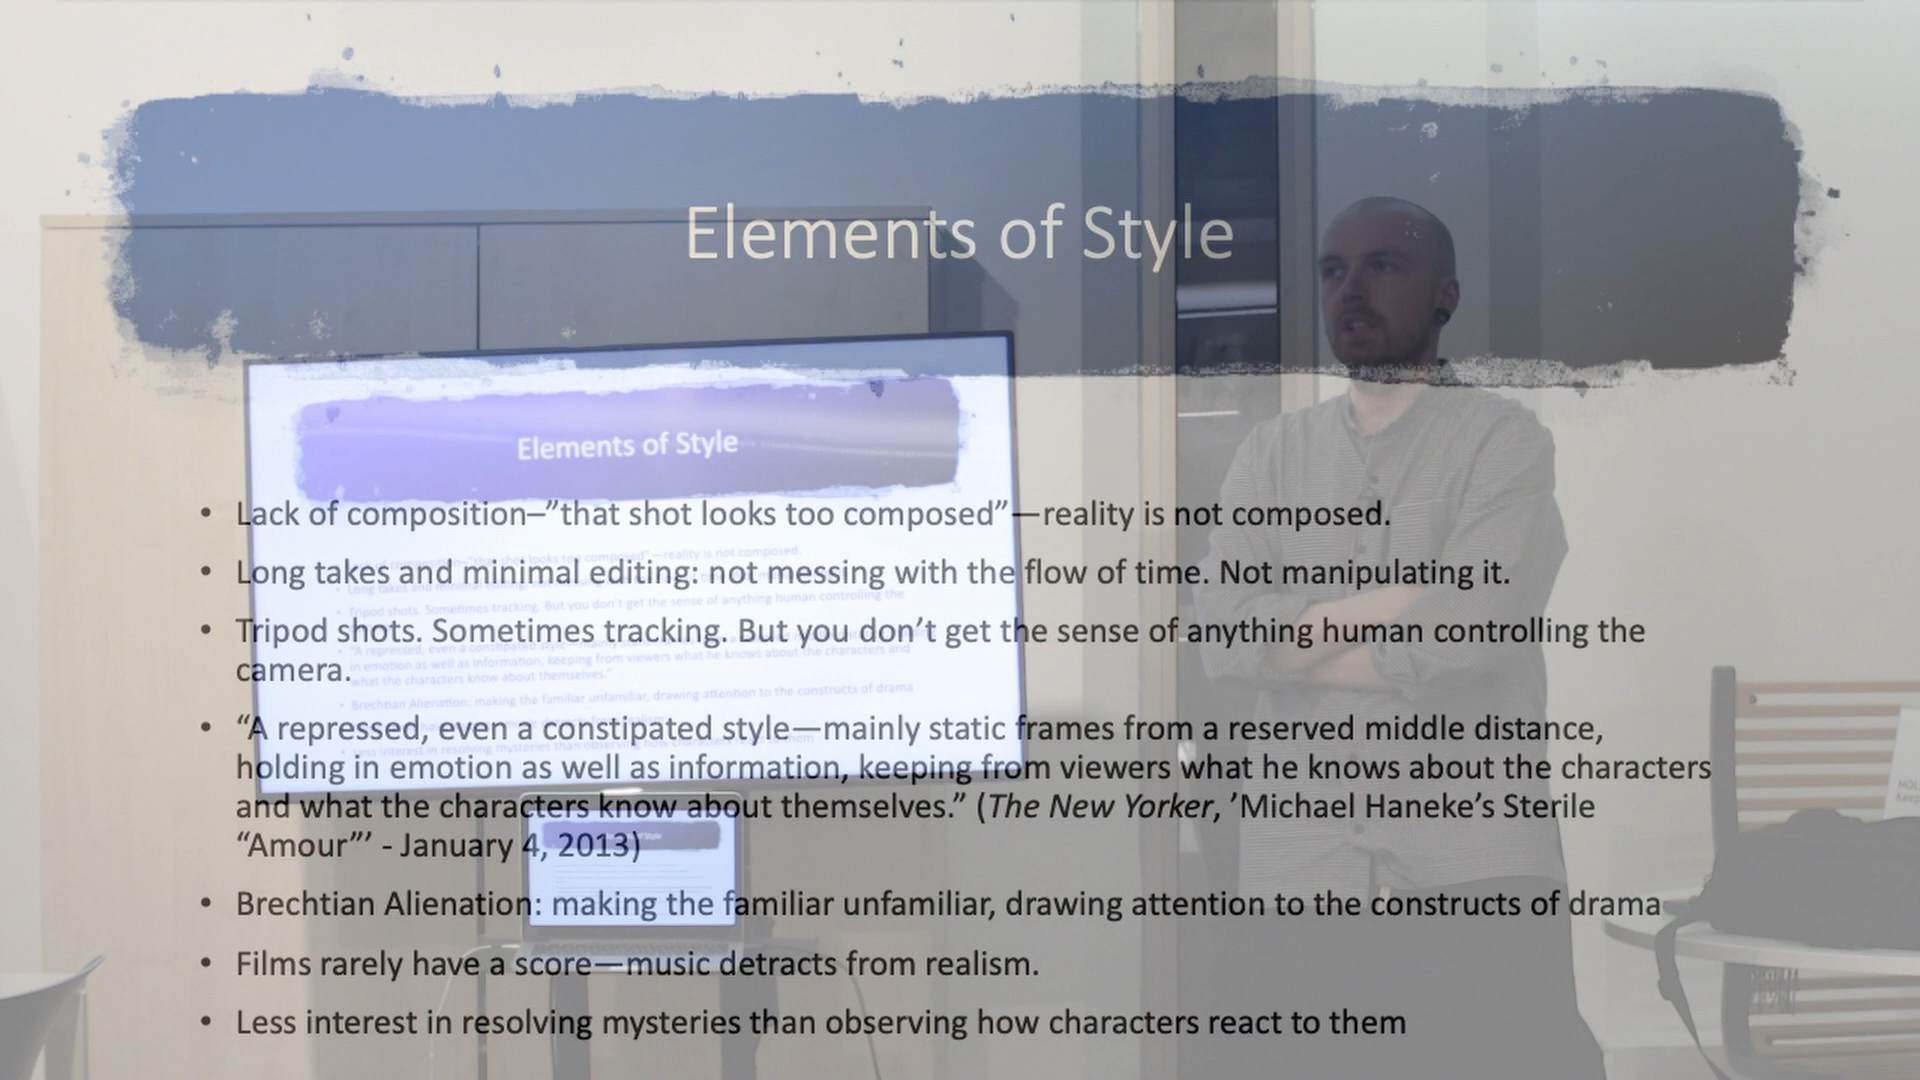 Elements of Style
Elements of Style
• Lack of composition–”that shot looks too composed”—reality is not composed.
• Long takes and minimal editing: not messing with the flow of time. Not manipulating it.
• Tripod shots. Sometimes tracking. But you don’t get the sense of anything human controlling the
camera.
• “A repressed, even a constipated style—mainly static frames from a reserved middle distance,
holding in emotion as well as information, keeping from viewers what he knows about the characters
and what the characters know about themselves.” (The New Yorker, ’Michael Haneke’s Sterile
“Amour”’ - January 4, 2013)
• Brechtian Alienation: making the familiar unfamiliar, drawing attention to the constructs of drama
• Films rarely have a score—music detracts from realism.
• Less interest in resolving mysteries than observing how characters react to them